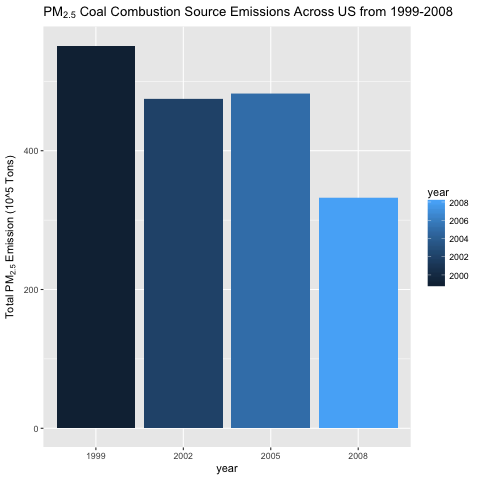 PM2.5 Coal Combustion Source Emissions Across US from 1999-2008
Total PM2.5 Emission (10^5 Tons)
400
200
0
1999 2002 2005 2008
year
year
2008
2006
2004
2002
2000